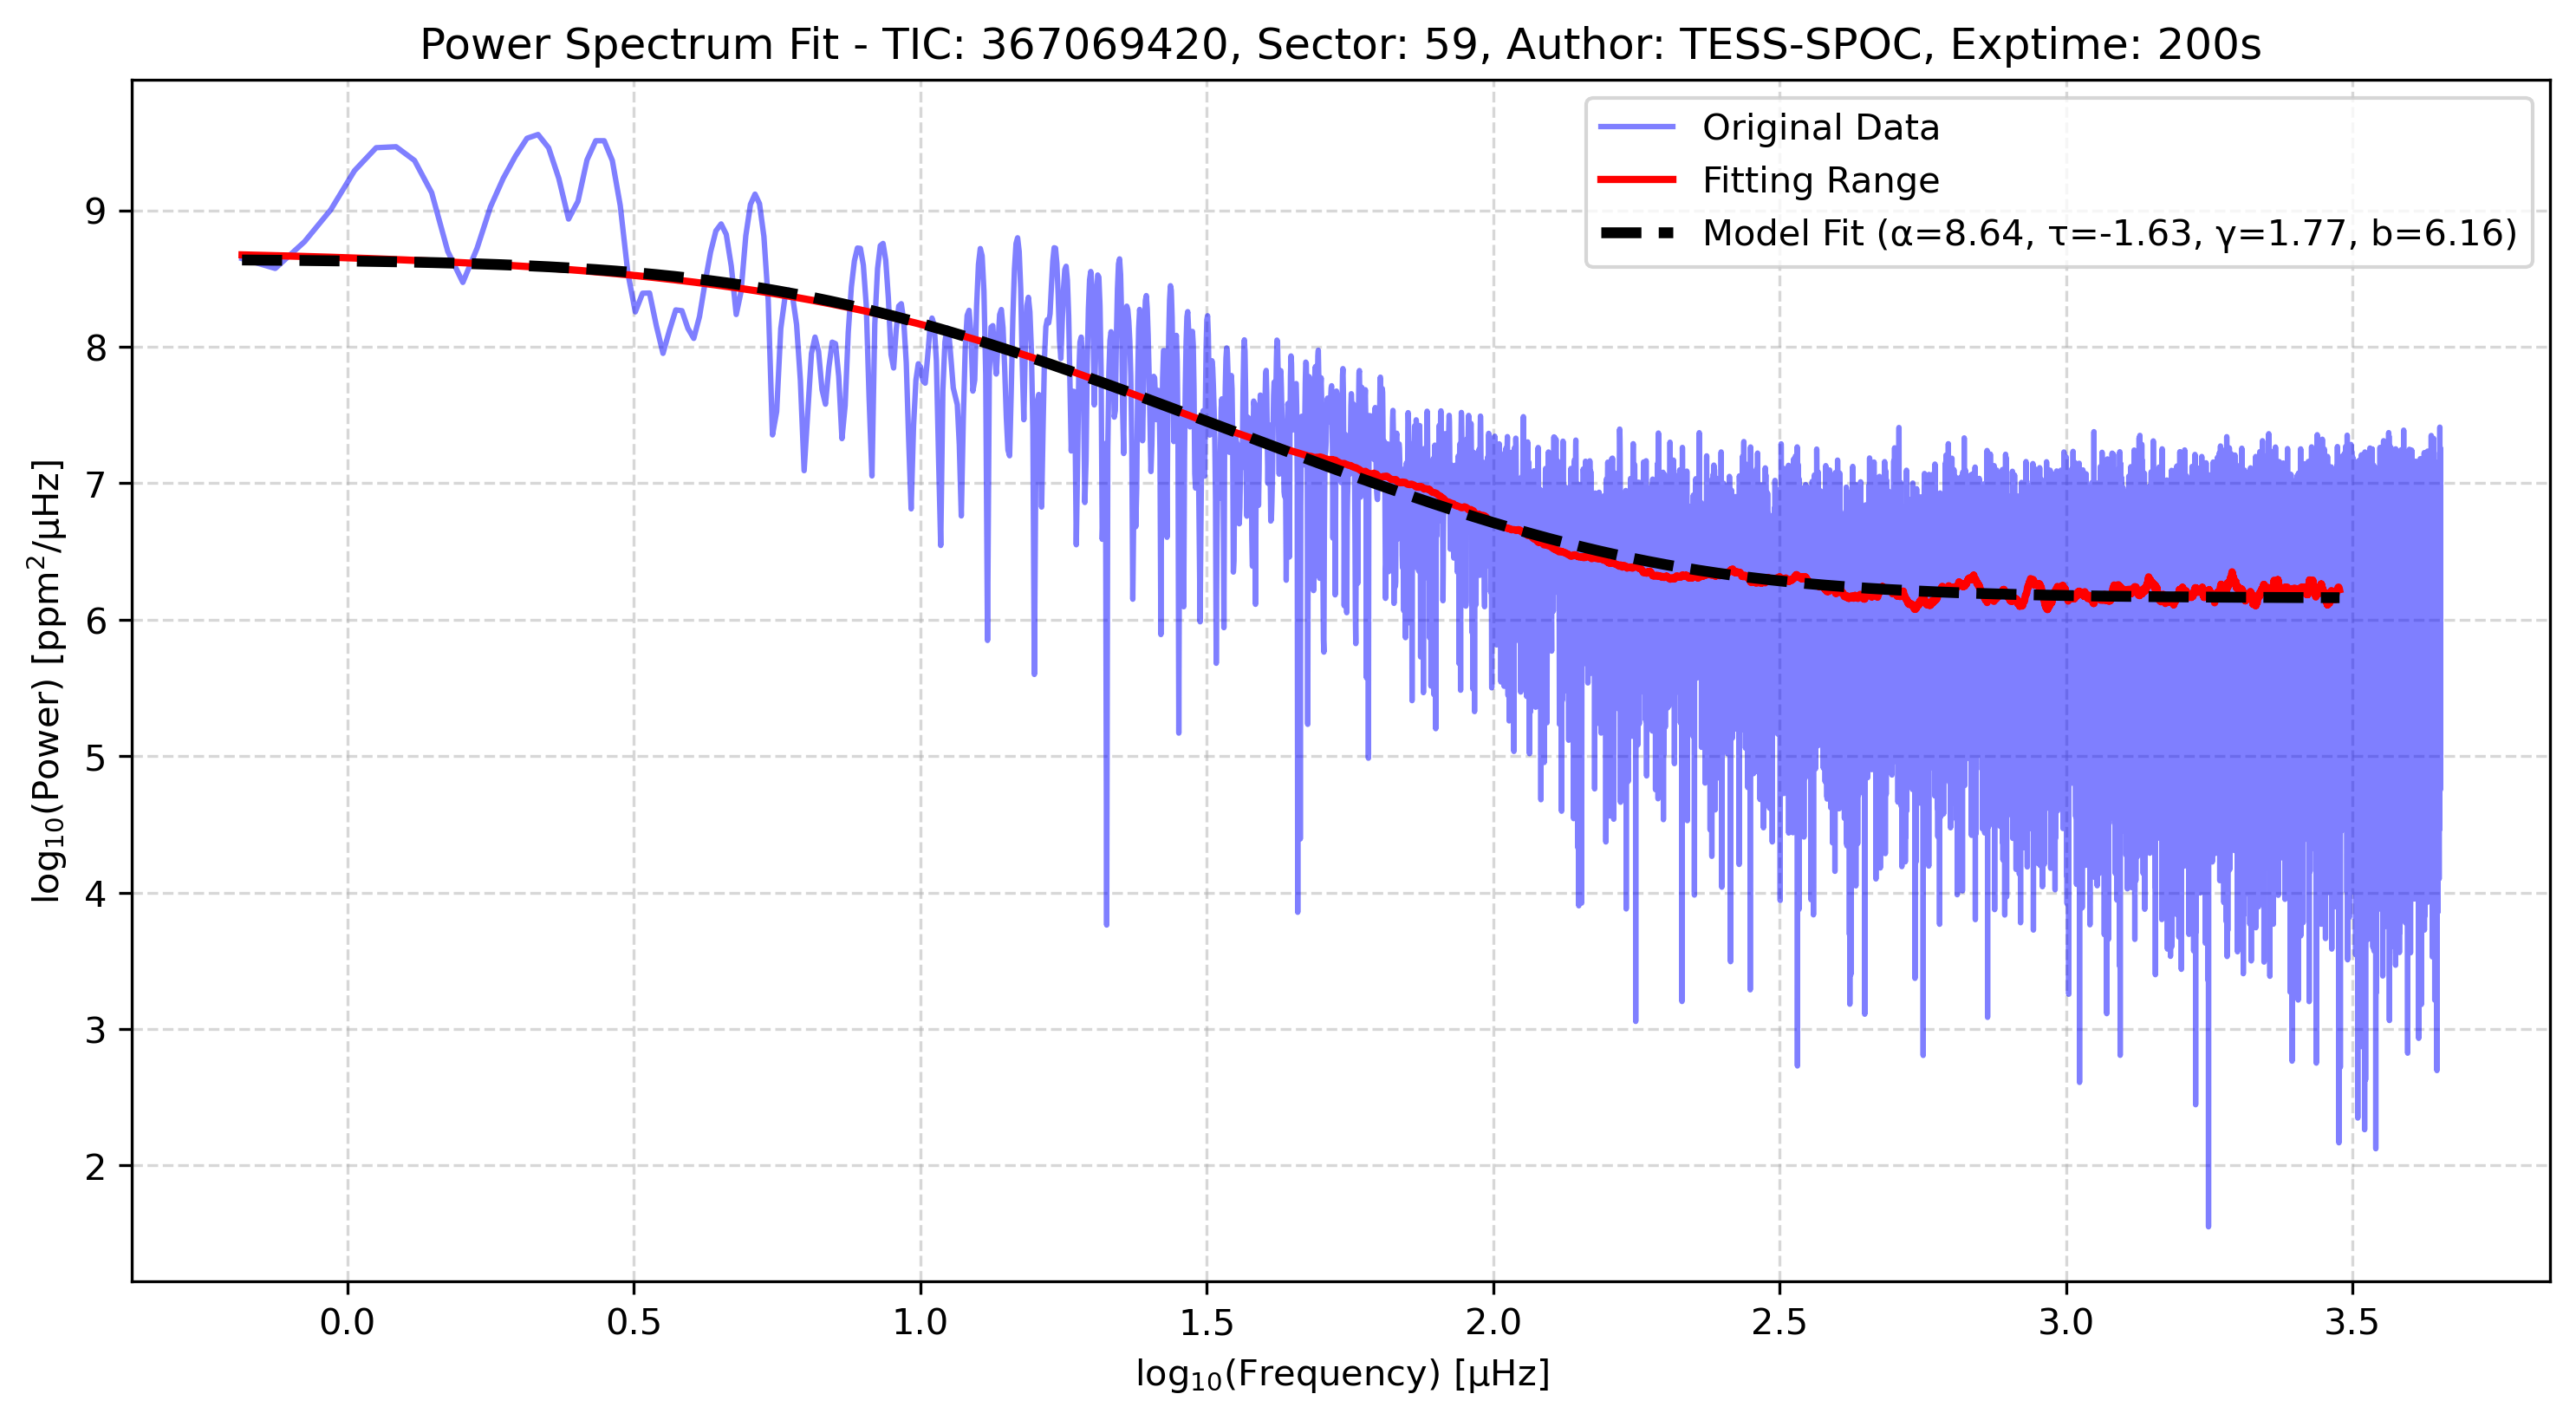 Power Spectrum Fit - TIC: 367069420, Sector: 59, Author: TESS-SPOC, Exptime: 200s
Original Data
Fitting Range
Model Fit (α=8.64, τ=-1.63, γ=1.77, b=6.16)
log₁₀(Power) [ppm²/μHz]
9
8
7
6
5
4
3
2
0.0 0.5 1.0 1.5 2.0 2.5 3.0 3.5
log₁₀(Frequency) [μHz]